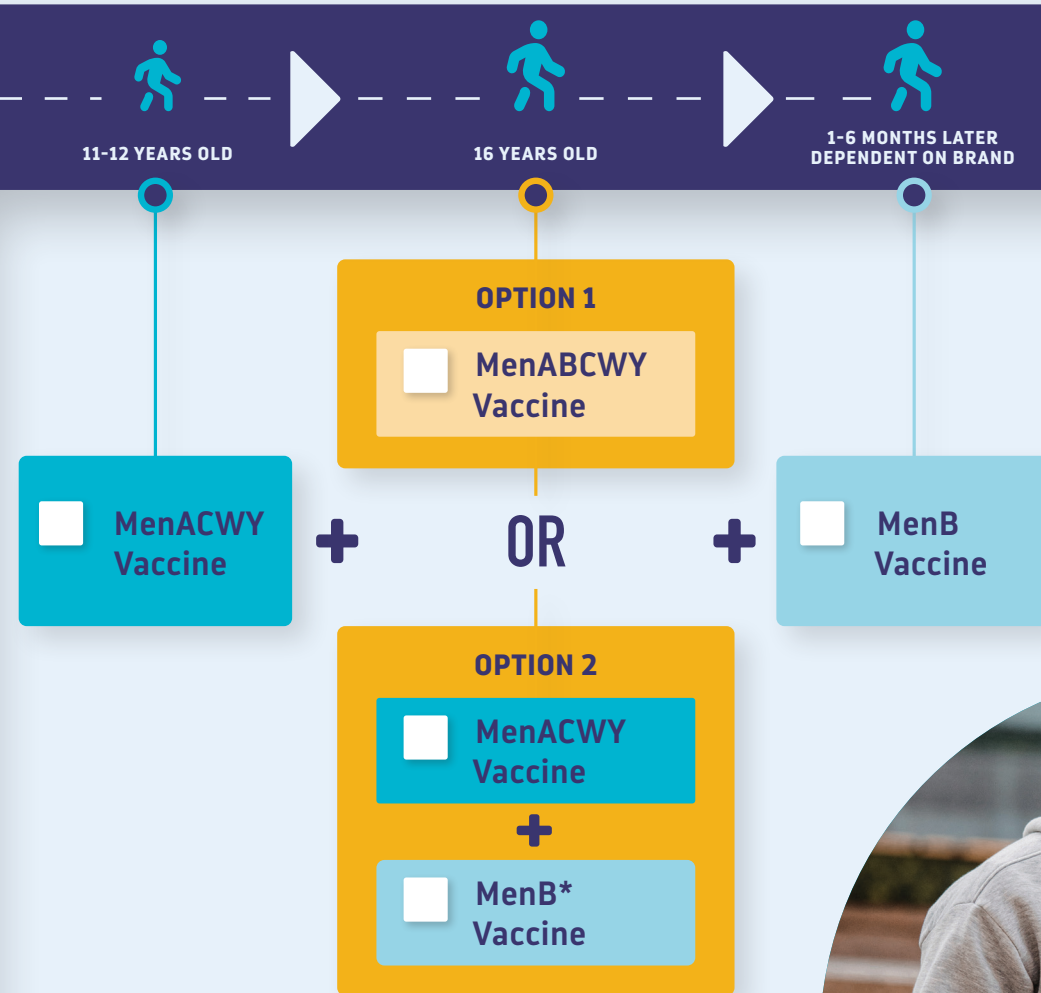 11-12 YEARS OLD
16 YEARS OLD
1-6 MONTHS LATER
DEPENDENT ON BRAND
MenACWY
Vaccine
+
OPTION 1
MenABCWY
Vaccine
OR
OPTION 2
MenACWY
Vaccine
+
MenB*
Vaccine
+
MenB
Vaccine